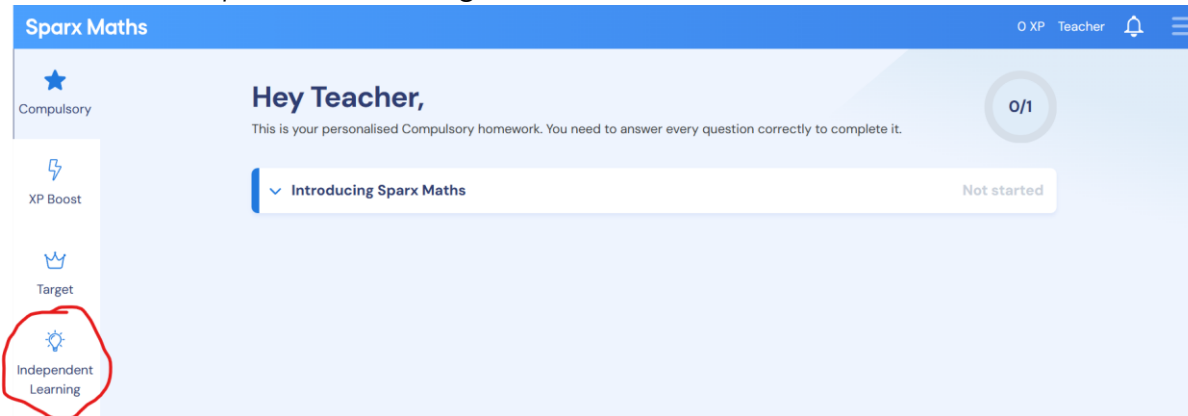 Sparx Maths
0 XP Teacher
Compulsory
Hey Teacher,
0/1
This is your personalised Compulsory homework. You need to answer every question correctly to complete it.
XP Boost
Introducing Sparx Maths
Not started
Target
Independent
Learning